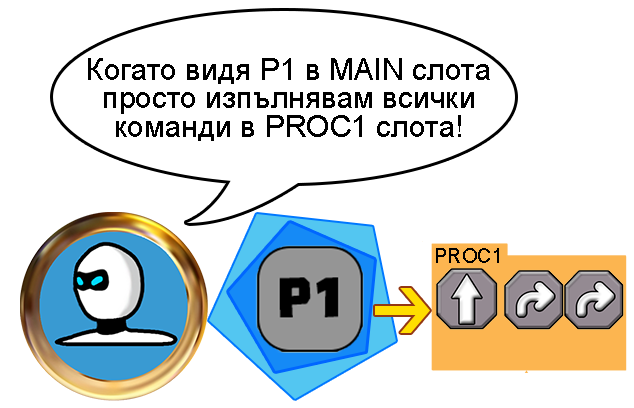 Когато видя P1 в MAIN слота
просто изпълнявам всички
команди в PROC1 слота!
P1
PROC1